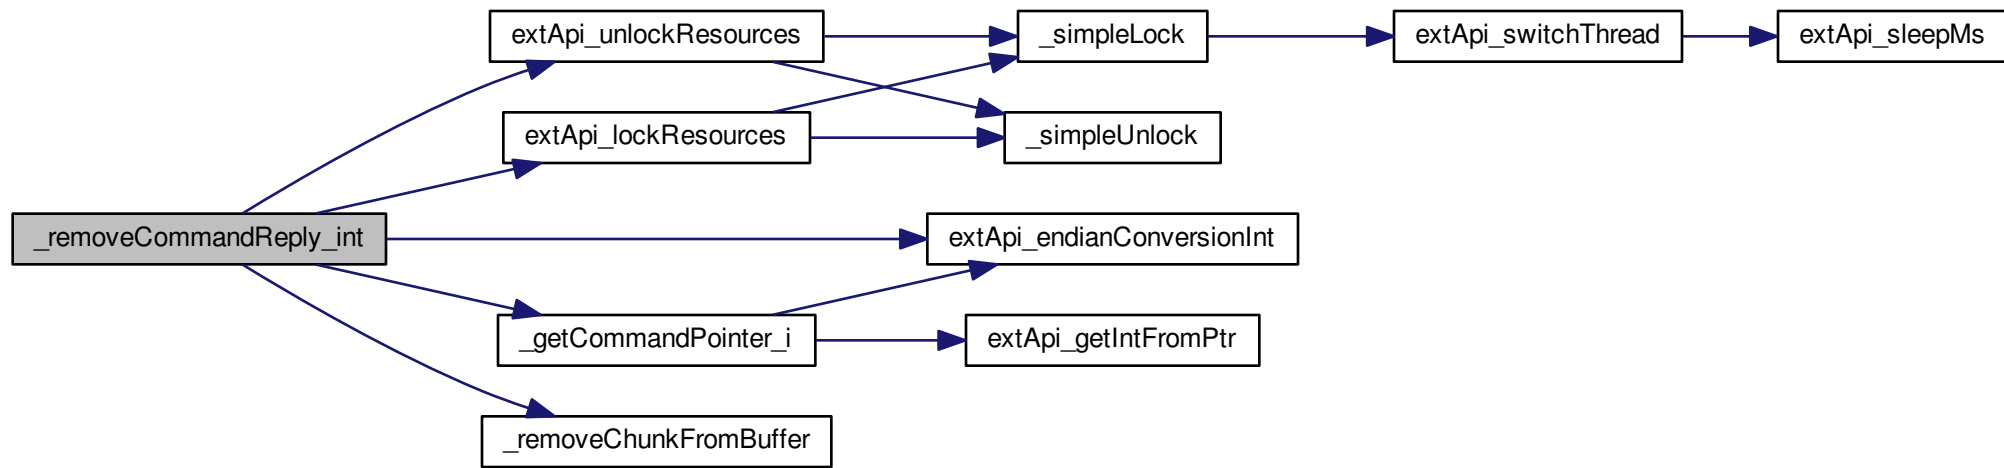 extApi_unlockResources
_simpleLock
extApi_switchThread
extApi_sleepMs
extApi_lockResources
_simpleUnlock
_removeCommandReply_int
extApi_endianConversionInt
_getCommandPointer_i
extApi_getIntFromPtr
_removeChunkFromBuffer